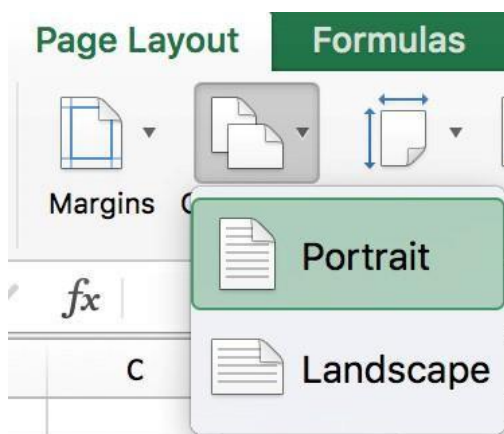 Page Layout Formulas
Margins
Portrait
fx
C
Landscape